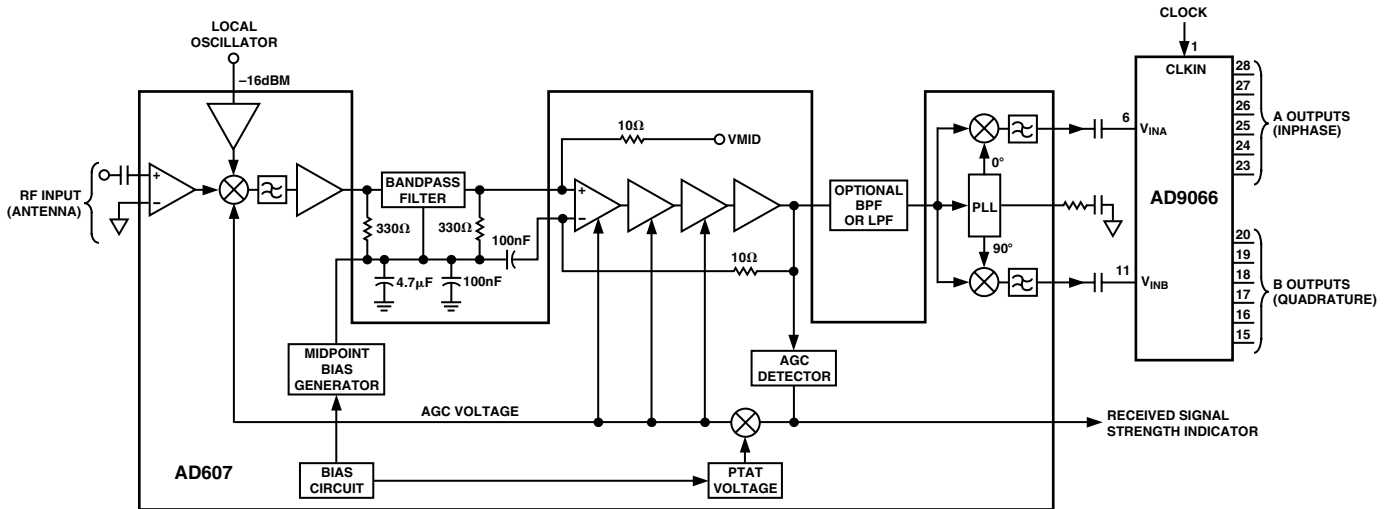 CLOCK
1
CLKIN
LOCAL
OSCILLATOR
–16dBM
RF INPUT
(ANTENNA)
+
–
330Ω
BANDPASS
FILTER
330Ω
4.7μF
100nF
100nF
10Ω
VMID
+
–
10Ω
OPTIONAL
BPF
OR LPF
0°
PLL
90°
6
VINA
11
VINB
AD9066
28
27
26
25
24
23
A OUTPUTS
(INPHASE)
20
19
18
17
16
15
B OUTPUTS
(QUADRATURE)
MIDPOINT
BIAS
GENERATOR
AGC
DETECTOR
AGC VOLTAGE
RECEIVED SIGNAL
STRENGTH INDICATOR
AD607
BIAS
CIRCUIT
PTAT
VOLTAGE